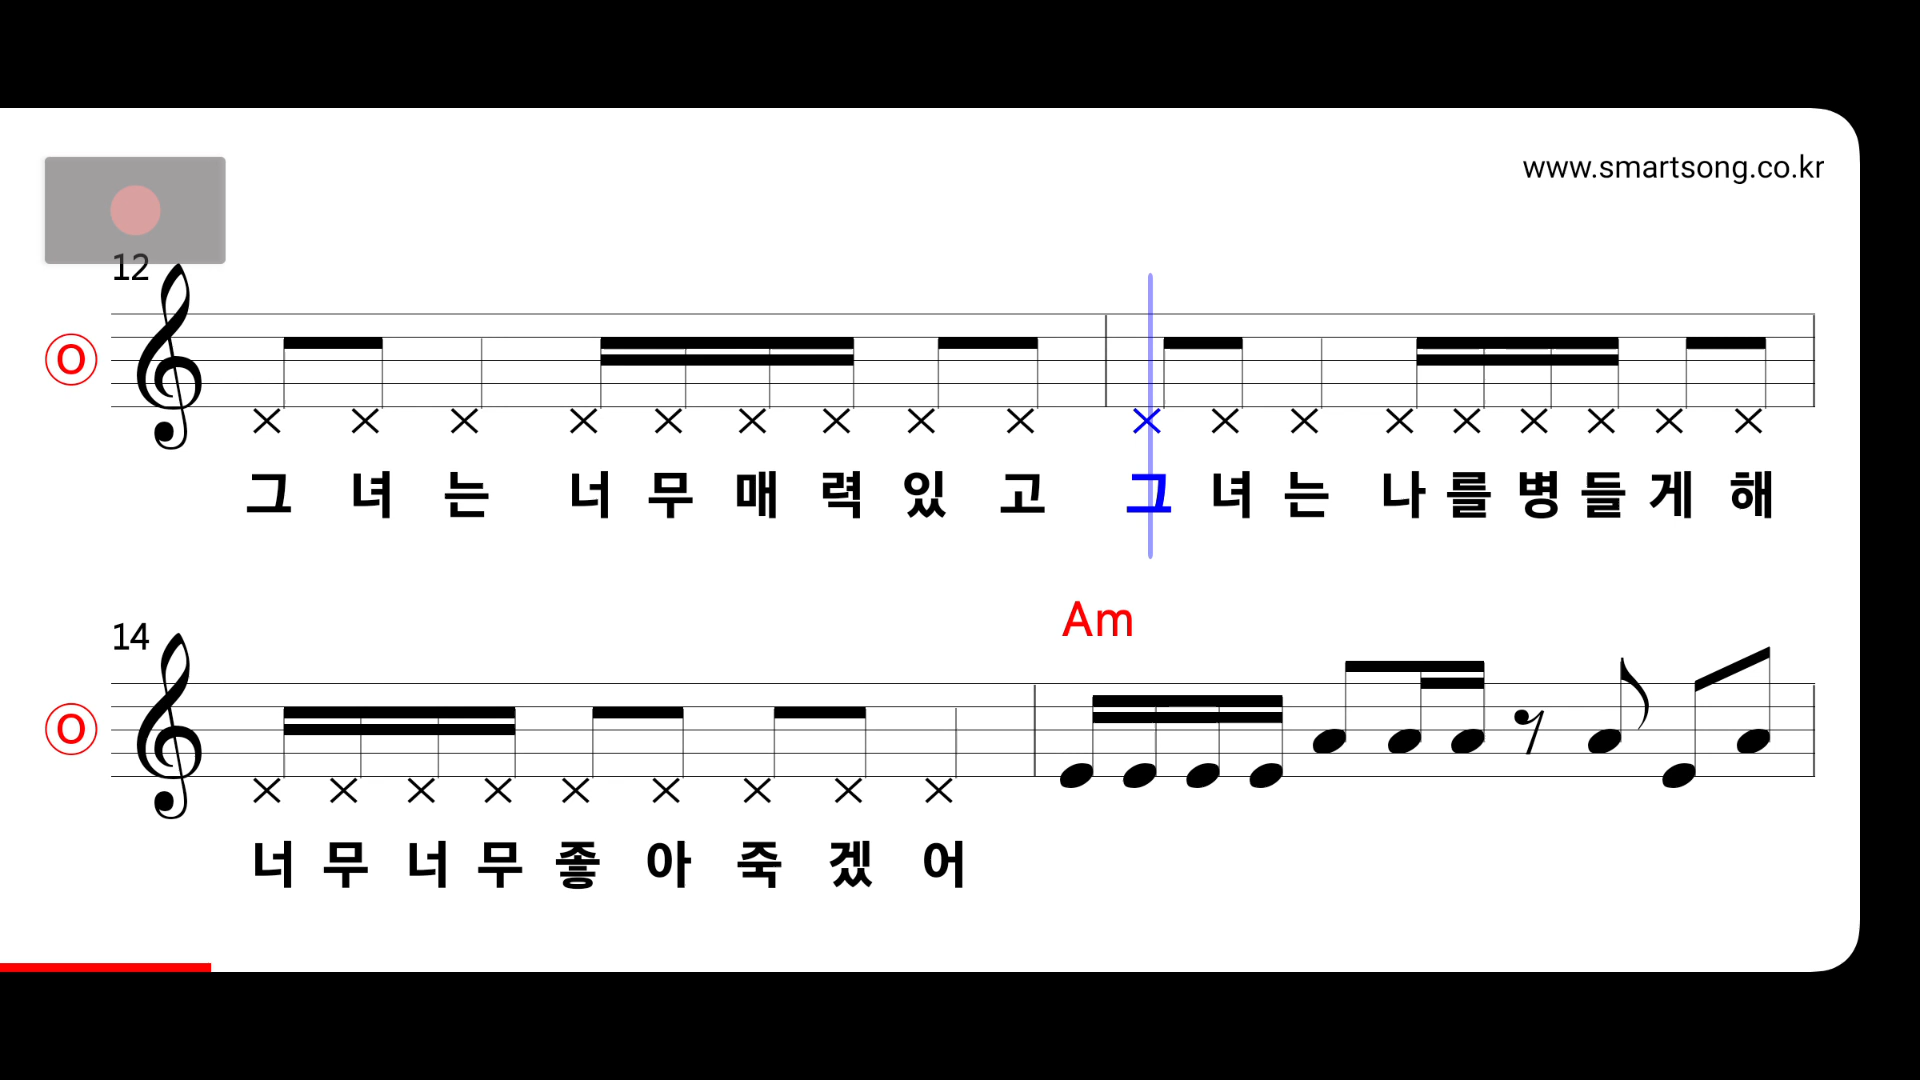 www.smartsong.co.kr
12
O
그 녀 는 너 무 매 력 있 고 그 녀 는 나 를 병 들 게 해
Am
14
O
너 무 너 무 좋 아 죽 겠 어